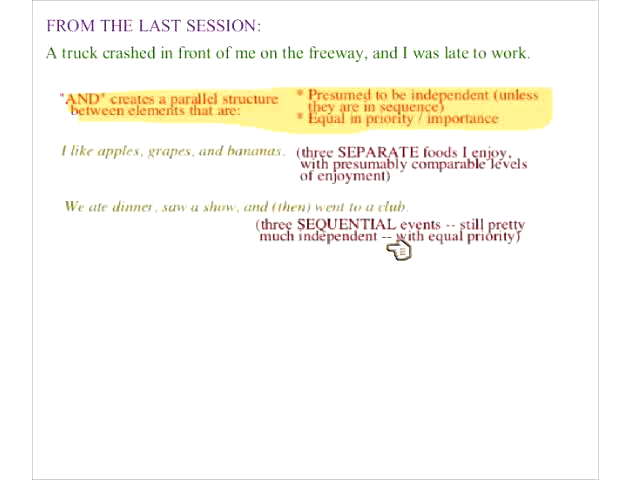 FROM THE LAST SESSION:
A truck crashed in front of me on the freeway, and I was late to work.
"AND" creates a parallel structure
between elements that are:
* Presumed to be independent (unless
they are in sequence)
* Equal in priority / importance
I like apples, grapes, and bananas.
(three SEPARATE foods I enjoy,
with presumably comparable levels
of enjoyment)
We ate dinner, saw a show, and (then) went to a club.
(three SEQUENTIAL events -- still pretty
much independent -- with equal priority)